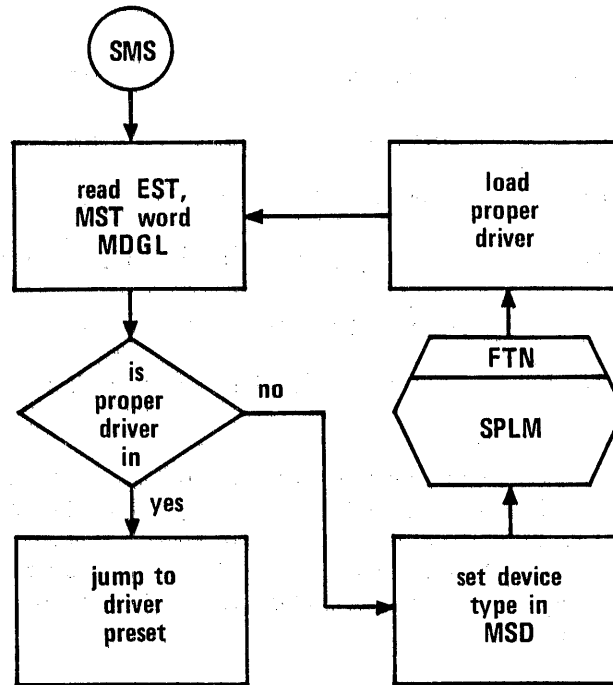 SMS
read EST,
MST word
MDGL
load
proper
driver
is
proper
driver
in
no
yes
FTN
SPLM
jump to
driver
preset
set device
type in
MSD